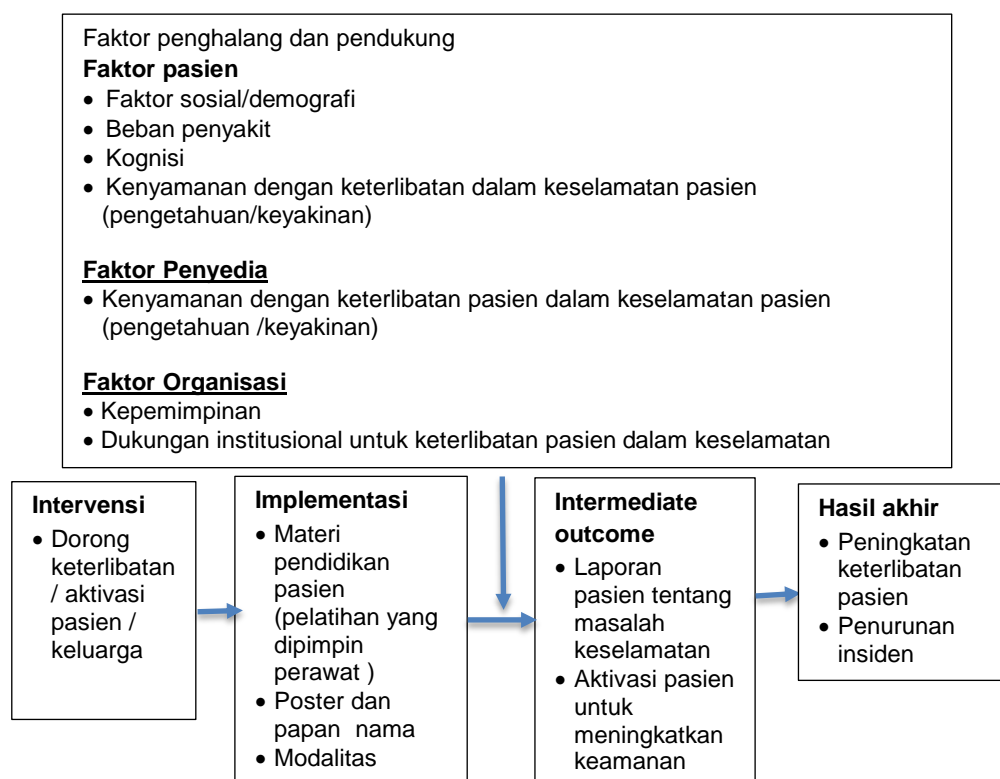 Faktor penghalang dan pendukung
Faktor pasien
• Faktor sosial/demografi
• Beban penyakit
• Kognisi
• Kenyamanan dengan keterlibatan dalam keselamatan pasien
(pengetahuan/keyakinan)
Faktor Penyedia
• Kenyamanan dengan keterlibatan pasien dalam keselamatan pasien
(pengetahuan /keyakinan)
Faktor Organisasi
• Kepemimpinan
• Dukungan institusional untuk keterlibatan pasien dalam keselamatan
Intervensi
• Dorong
keterlibatan
/ aktivasi
pasien /
keluarga
Implementasi
• Materi
pendidikan
pasien
(pelatihan yang
dipimpin
perawat )
• Poster dan
papan nama
• Modalitas
Intermediate
outcome
• Laporan
pasien tentang
masalah
keselamatan
• Aktivasi pasien
untuk
meningkatkan
keamanan
Hasil akhir
• Peningkatan
keterlibatan
pasien
• Penurunan
insiden